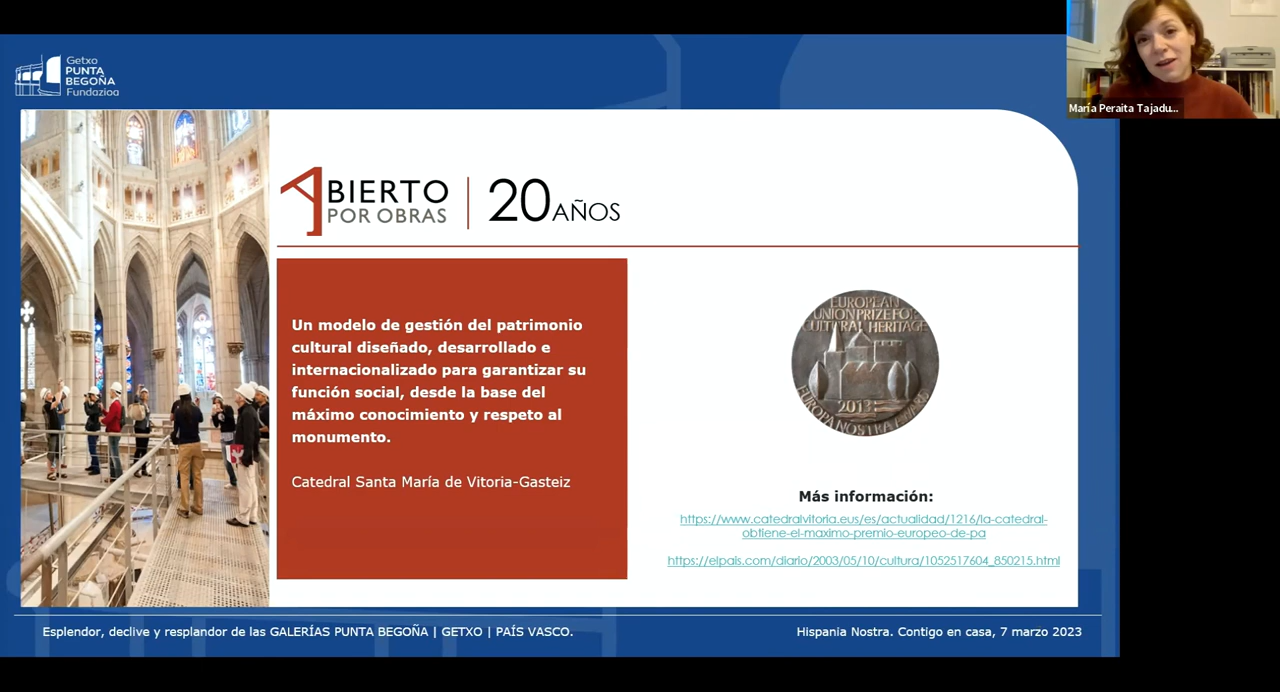 Getxo
PUNTA
BEGOÑA
Fundazioa
María Peraita Tajadu...
ABIERTO
POR OBRAS
20 AÑOS
Un modelo de gestión del patrimonio
cultural diseñado, desarrollado e
internacionalizado para garantizar su
función social, desde la base del
máximo conocimiento y respeto al
monumento.
Catedral Santa María de Vitoria-Gasteiz
EUROPEAN
UNION PRIZE FOR
CULTURAL HERITAGE
2013
EUROPA NOSTRA AWARD
Más información:
https://www.catedralvitoria.eus/es/actualidad/1216/la-catedral-
obtiene-el-maximo-premio-europeo-de-pa
https://elpais.com/diario/2003/05/10/cultura/1052517604_850215.html
Esplendor, declive y resplandor de las GALERÍAS PUNTA BEGOÑA | GETXO | PAÍS VASCO.
Hispania Nostra. Contigo en casa, 7 marzo 2023